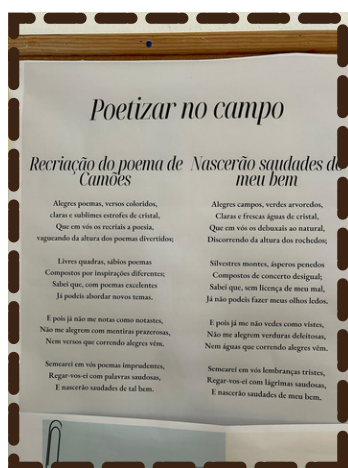 Poetizar no campo
Recriação do poema de
Camões
Alegres poemas, versos coloridos,
claras e sublimes estrofes de cristal,
Que em vós os recriais a poesia,
vagueando da altura dos poemas divertidos;
Livres quadras, sábios poemas
Compostos por inspirações diferentes;
Sabei que, com poemas excelentes
Já podeis abordar novos temas.
E pois já não me notas como notastes,
Não me alegrem com mentiras prazerosas,
Nem versos que correndo alegres vêm.
Semearei em vós poemas imprudentes,
Regar-vos-ei com palavras saudosas,
E nascerão saudades de tal bem.
Nascerão saudades de
meu bem
Alegres campos, verdes arvoredos,
Claras e frescas águas de cristal,
Que em vós os debuxais ao natural,
Discorrendo da altura dos rochedos;
Silvestres montes, ásperos penedos
Compostos de concerto desigual;
Sabei que, sem licença de meu mal,
Já não podeis fazer meus olhos ledos.
E pois já me não vedes como vistes,
Não me alegrem verduras deleitosas,
Nem águas que correndo alegres vêm.
Semearei em vós lembranças tristes,
Regar-vos-ei com lágrimas saudosas,
E nascerão saudades de meu bem.